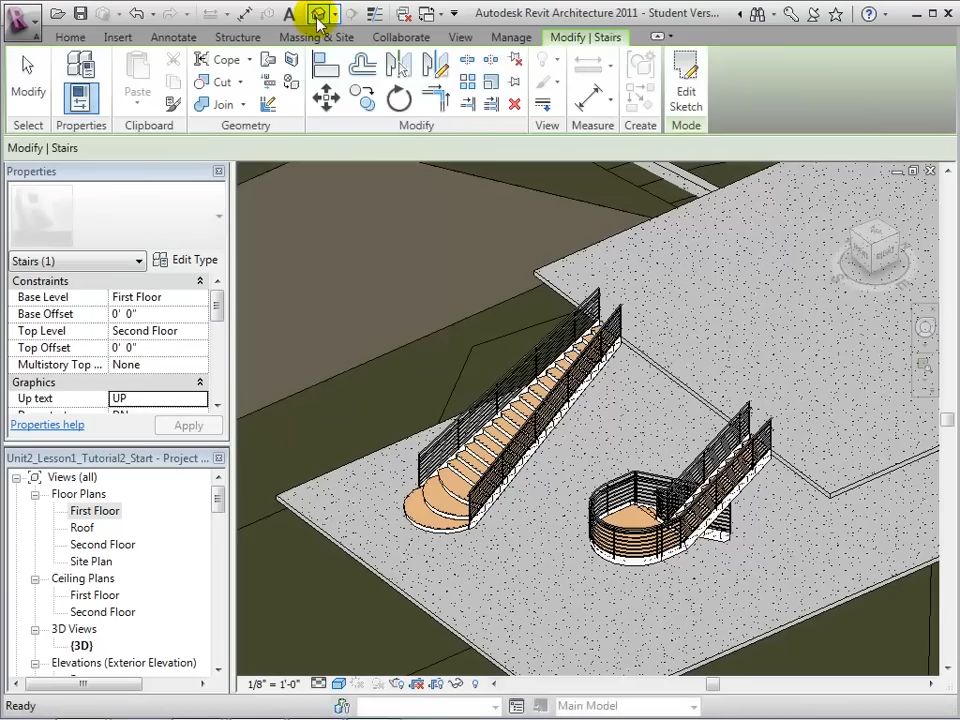 Autodesk Revit Architecture 2011 - Student Vers...
Home Insert Annotate Structure Massing & Site Collaborate View Manage Modify | Stairs
Modify
Paste
Cope
Cut
Join
Edit
Sketch
Select Properties Clipboard Geometry Modify View Measure Create Mode
Modify | Stairs
Properties
Stairs (1)
Edit Type
Constraints
Base Level First Floor
Base Offset 0' 0"
Top Level Second Floor
Top Offset 0' 0"
Multistory Top ... None
Graphics
Up text UP
Properties help
Apply
Unit2_Lesson1_Tutorial2_Start - Project ...
Views (all)
Floor Plans
First Floor
Roof
Second Floor
Site Plan
Ceiling Plans
First Floor
Second Floor
3D Views
{3D}
Elevations (Exterior Elevation)
1/8" = 1'-0"
Ready
Main Model